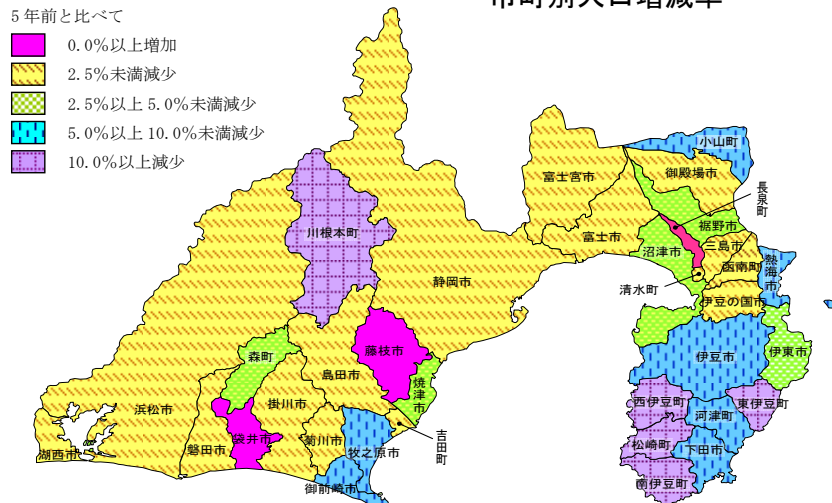 市町別人口増減率
5年前と比べて
0.0%以上増加
2.5%未満減少
2.5%以上5.0%未満減少
5.0%以上10.0%未満減少
10.0%以上減少
小山町
御殿場市
富士宮市
長泉町
裾野市
川根本町
富士市
沼津市
三島市
函南町
熱海市
静岡市
清水町
伊豆の国市
藤枝市
森町
伊豆市
伊東市
島田市
焼津市
掛川市
西伊豆町
東伊豆町
浜松市
河津町
袋井市
菊川市
吉田町
松崎町
磐田市
牧之原市
下田市
湖西市
御前崎市
南伊豆町